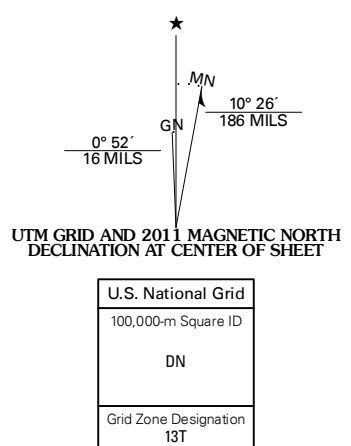 ★
MN
10° 26´
186 MILS
GN
0° 52´
16 MILS
UTM GRID AND 2011 MAGNETIC NORTH
DECLINATION AT CENTER OF SHEET
U.S. National Grid
100,000-m Square ID
DN
Grid Zone Designation
13T